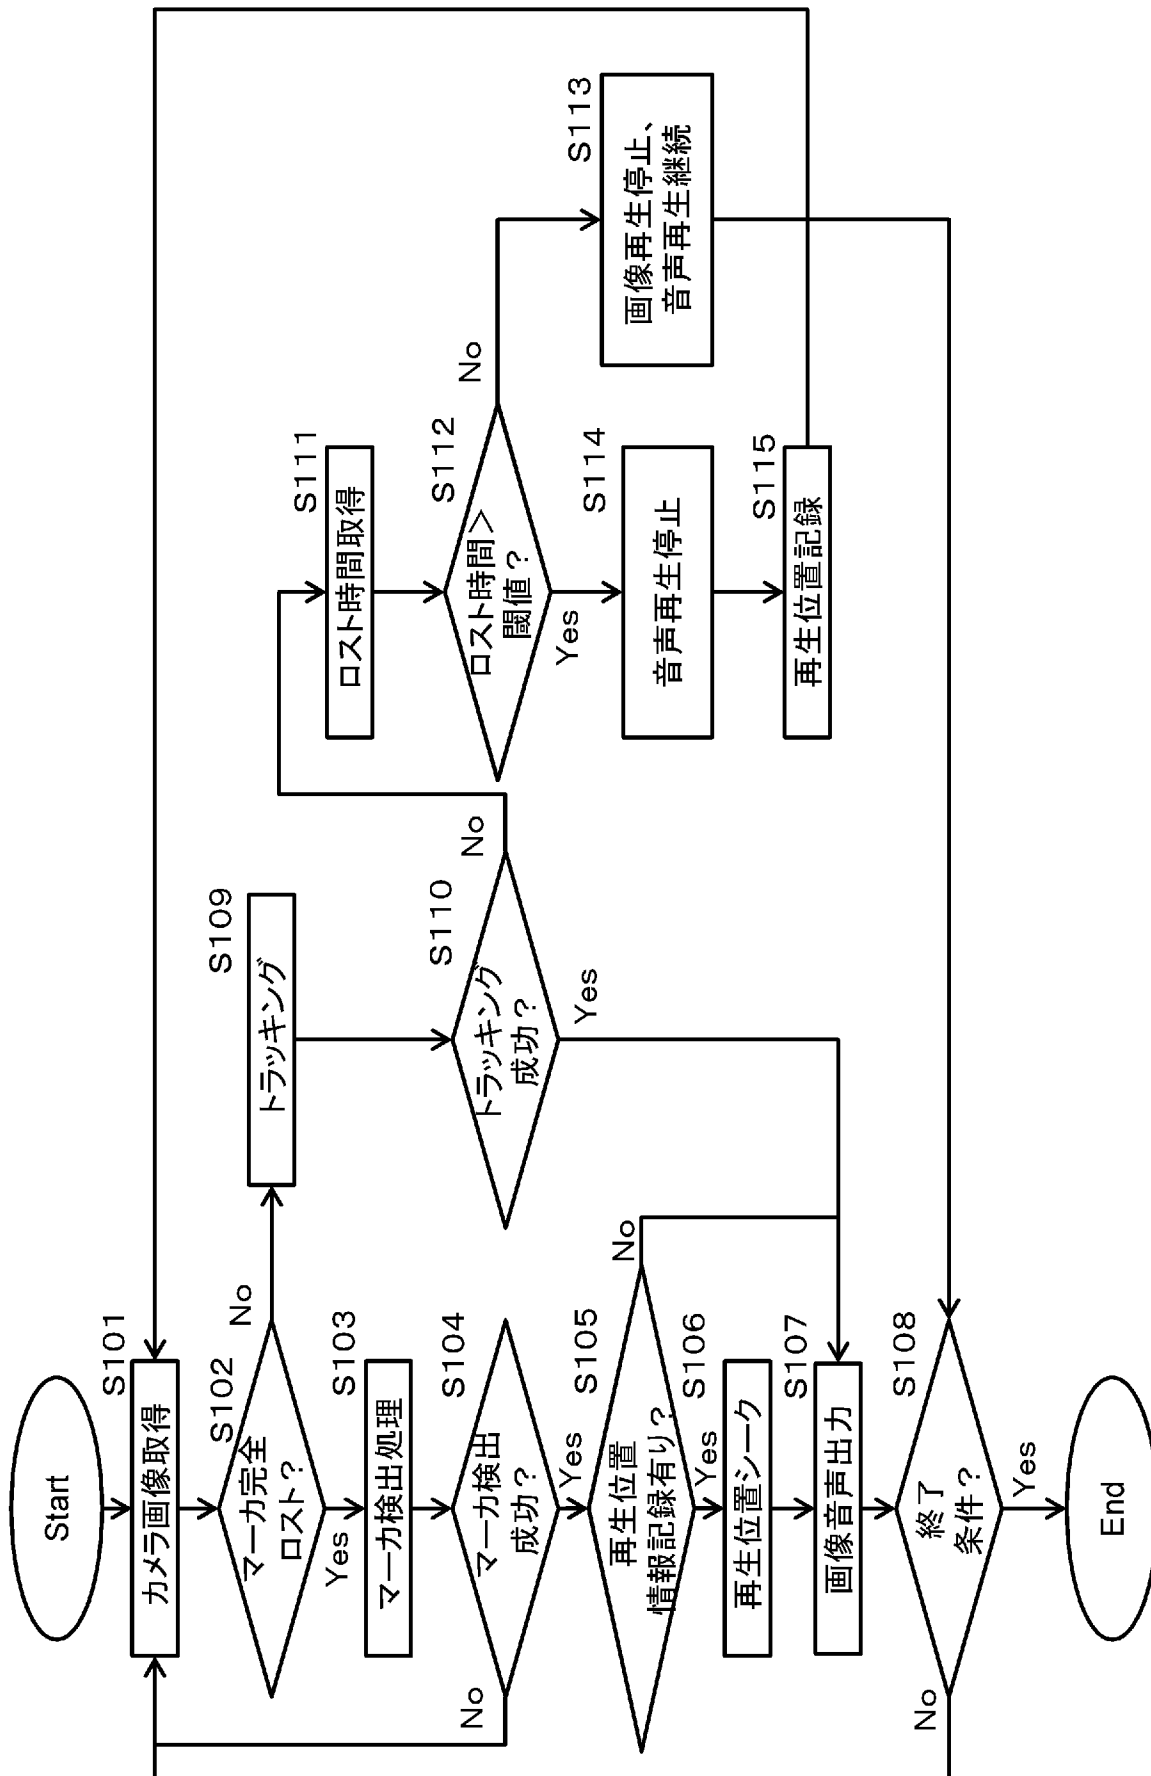 Start
S101
カメラ画像取得
S102
マーカ完全
ロスト？
No
Yes
S103
マーカ検出処理
S104
マーカ検出
成功？
No
Yes
S105
再生位置
情報記録有り？
No
Yes
S106
再生位置シーク
S107
画像音声出力
S108
終了
条件？
No
Yes
End
S109
トラッキング
S110
トラッキング
成功？
No
Yes
S111
ロスト時間取得
S112
ロスト時間＞
閾値？
No
Yes
S113
画像再生停止、
音声再生継続
S114
音声再生停止
S115
再生位置記録